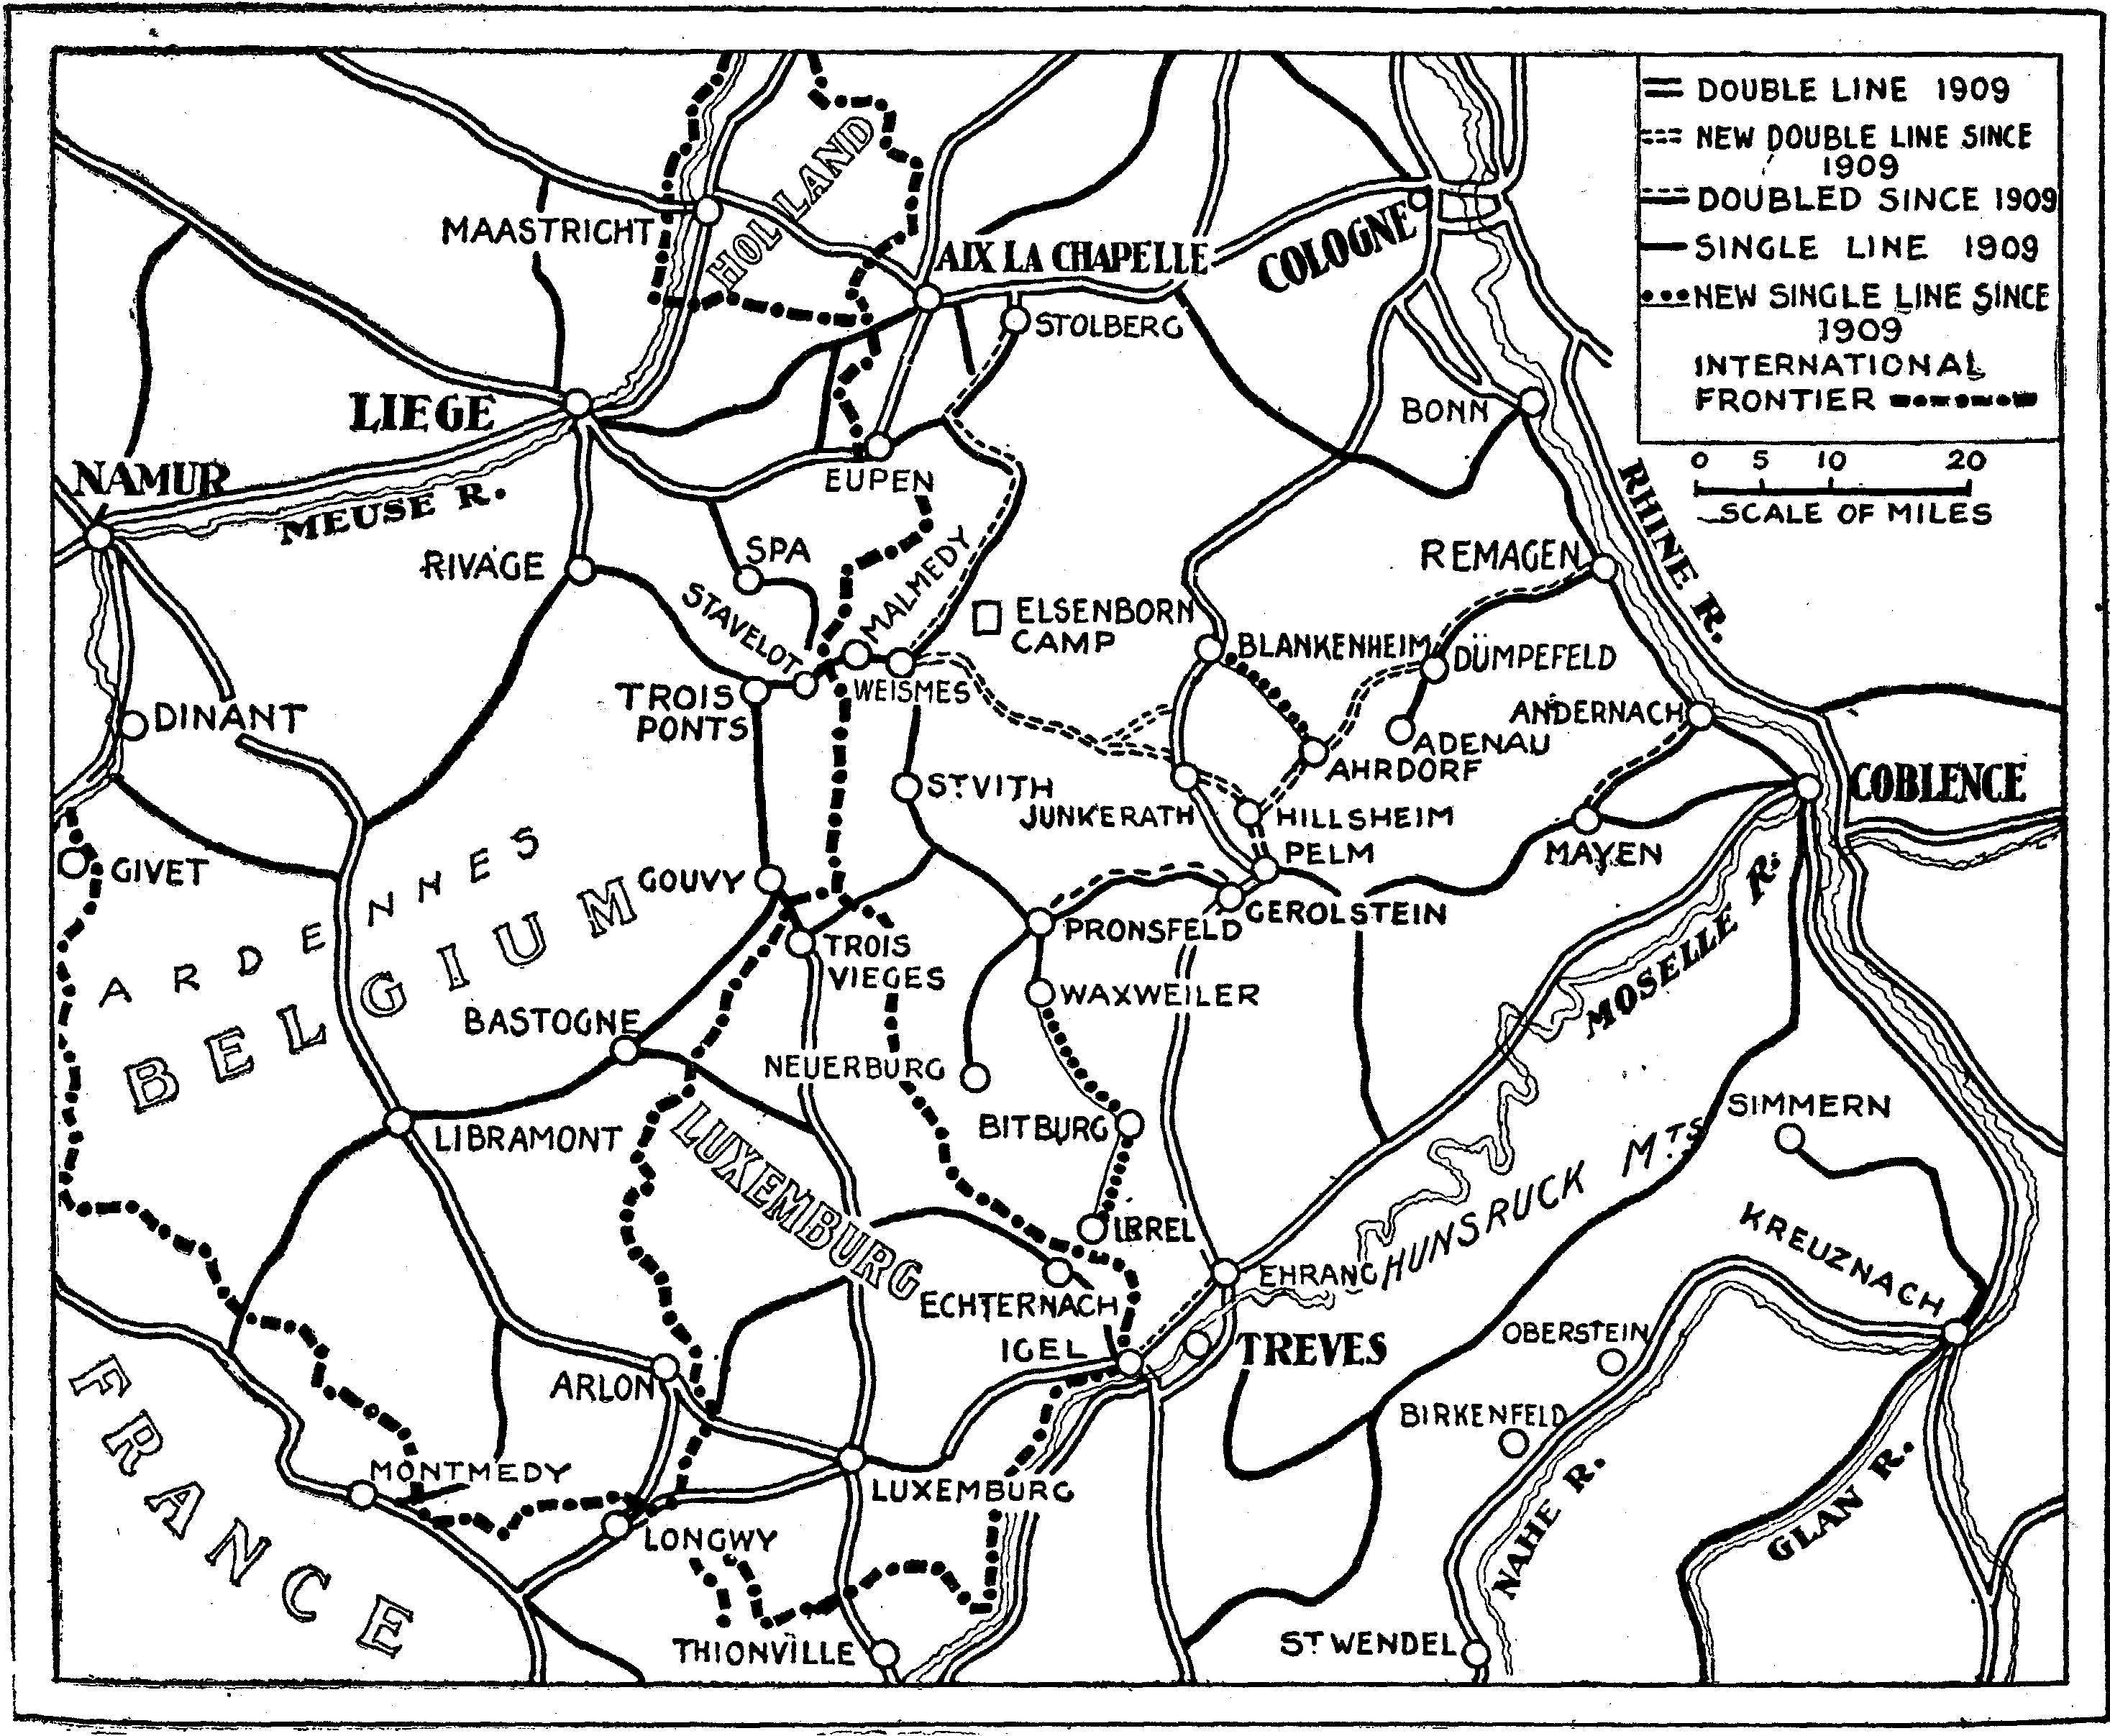 DOUBLE LINE 1909
NEW DOUBLE LINE SINCE
1909
DOUBLED SINCE 1909
SINGLE LINE 1909
NEW SINGLE LINE SINCE
1909
INTERNATIONAL
FRONTIER
0 5 10 20
SCALE OF MILES
HOLLAND
MAASTRICHT
AIX LA CHAPELLE
COLOGNE
STOLBERG
LIEGE
BONN
NAMUR
MEUSE R.
EUPEN
RHINE R.
RIVAGE
SPA
STAVELOT
MALMEDY
REMAGEN
ELSENBORN
CAMP
BLANKENHEIM
DÜMPEFELD
TROIS
PONTS
WEISMES
DINANT
ANDERNACH
ADENAU
AHRDORF
ST VITH
JUNKERATH
HILLSHEIM
COBLENCE
GIVET
PELM
MAYEN
ARDENNES
GOUVY
BELGIUM
GEROLSTEIN
PRONSFELD
TROIS
VIEGES
MOSELLE R.
WAXWEILER
BASTOGNE
NEUERBURG
BITBURG
SIMMERN
LIBRAMONT
LUXEMBURG
HUNSRUCK MTS
IRREL
KREUZNACH
EHRANG
ECHTERNACH
IGEL
TREVES
OBERSTEIN
ARLON
FRANCE
BIRKENFELD
MONTMEDY
LUXEMBURG
NAHE R.
GLAN R.
LONGWY
THIONVILLE
ST WENDEL